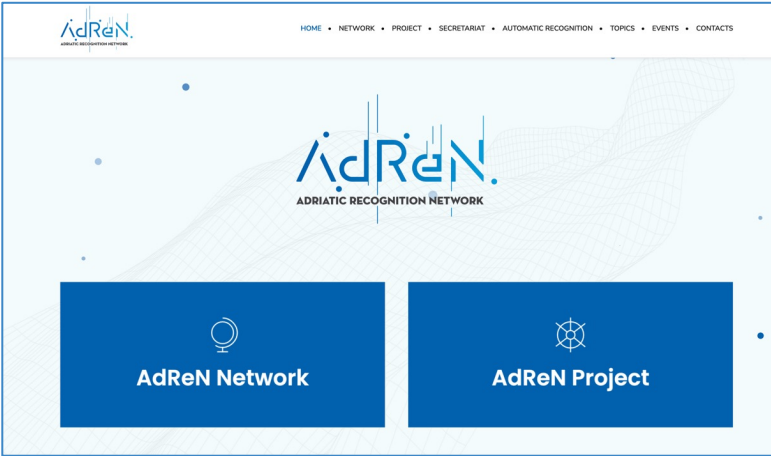 AdReN.
ADRIATIC RECOGNITION NETWORK
HOME • NETWORK • PROJECT • SECRETARIAT • AUTOMATIC RECOGNITION • TOPICS • EVENTS • CONTACTS
AdReN.
ADRIATIC RECOGNITION NETWORK
AdReN Network
AdReN Project